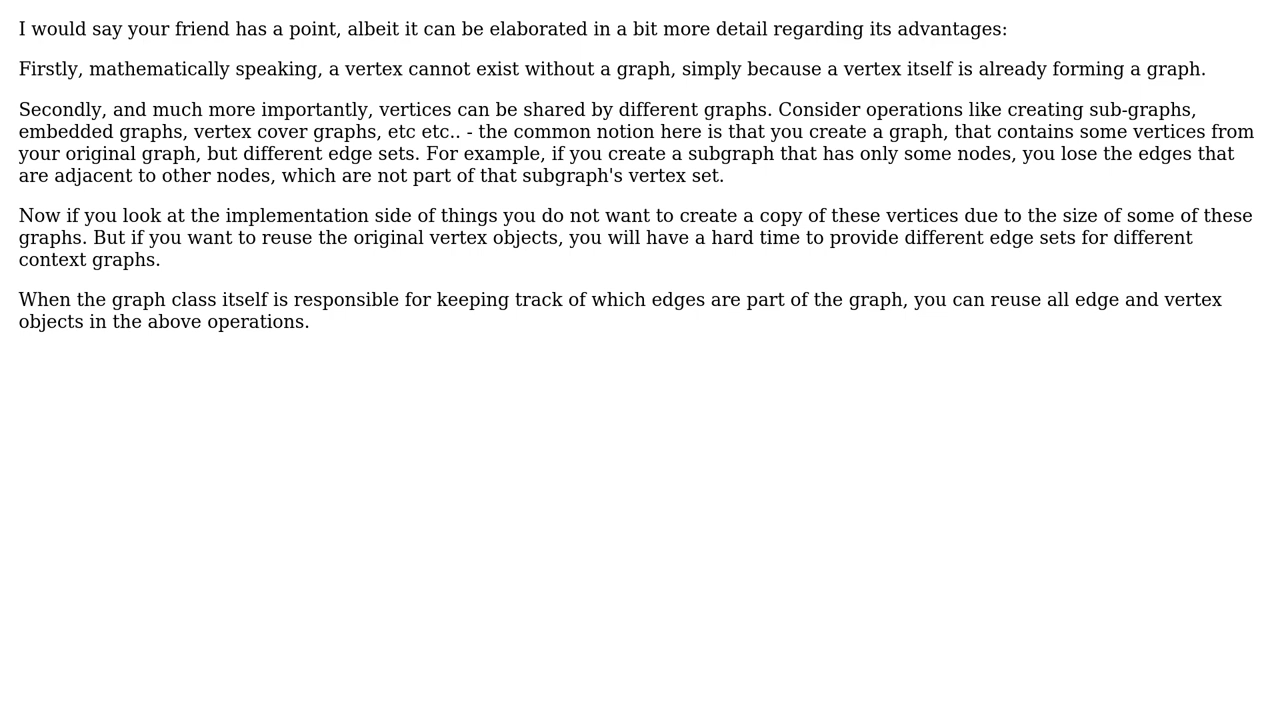 I would say your friend has a point, albeit it can be elaborated in a bit more detail regarding its advantages:
Firstly, mathematically speaking, a vertex cannot exist without a graph, simply because a vertex itself is already forming a graph.
Secondly, and much more importantly, vertices can be shared by different graphs. Consider operations like creating sub-graphs,
embedded graphs, vertex cover graphs, etc etc.. - the common notion here is that you create a graph, that contains some vertices from
your original graph, but different edge sets. For example, if you create a subgraph that has only some nodes, you lose the edges that
are adjacent to other nodes, which are not part of that subgraph's vertex set.
Now if you look at the implementation side of things you do not want to create a copy of these vertices due to the size of some of these
graphs. But if you want to reuse the original vertex objects, you will have a hard time to provide different edge sets for different
context graphs.
When the graph class itself is responsible for keeping track of which edges are part of the graph, you can reuse all edge and vertex
objects in the above operations.